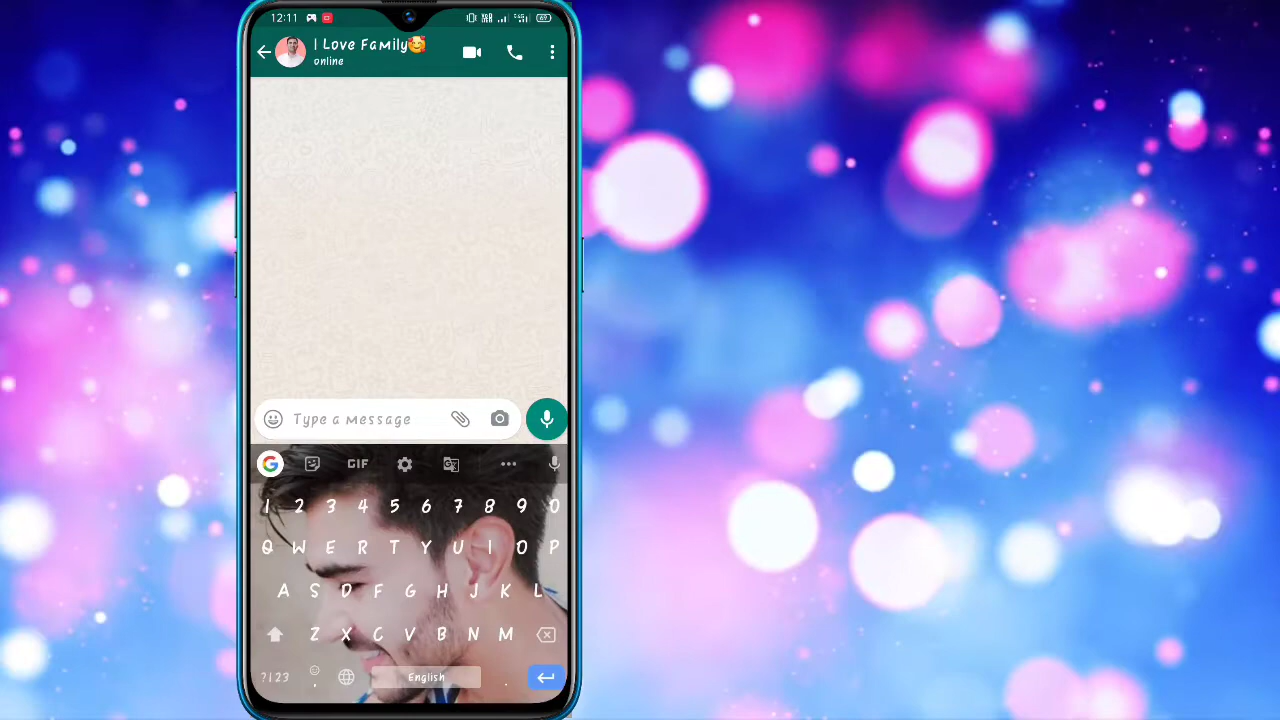 12:11 69
I Love Family🥰
online
Type a message
G GIF
1 2 3 4 5 6 7 8 9 0
Q W E R T Y U I O P
A S D F G H J K L
Z X C V B N M
?123 English .